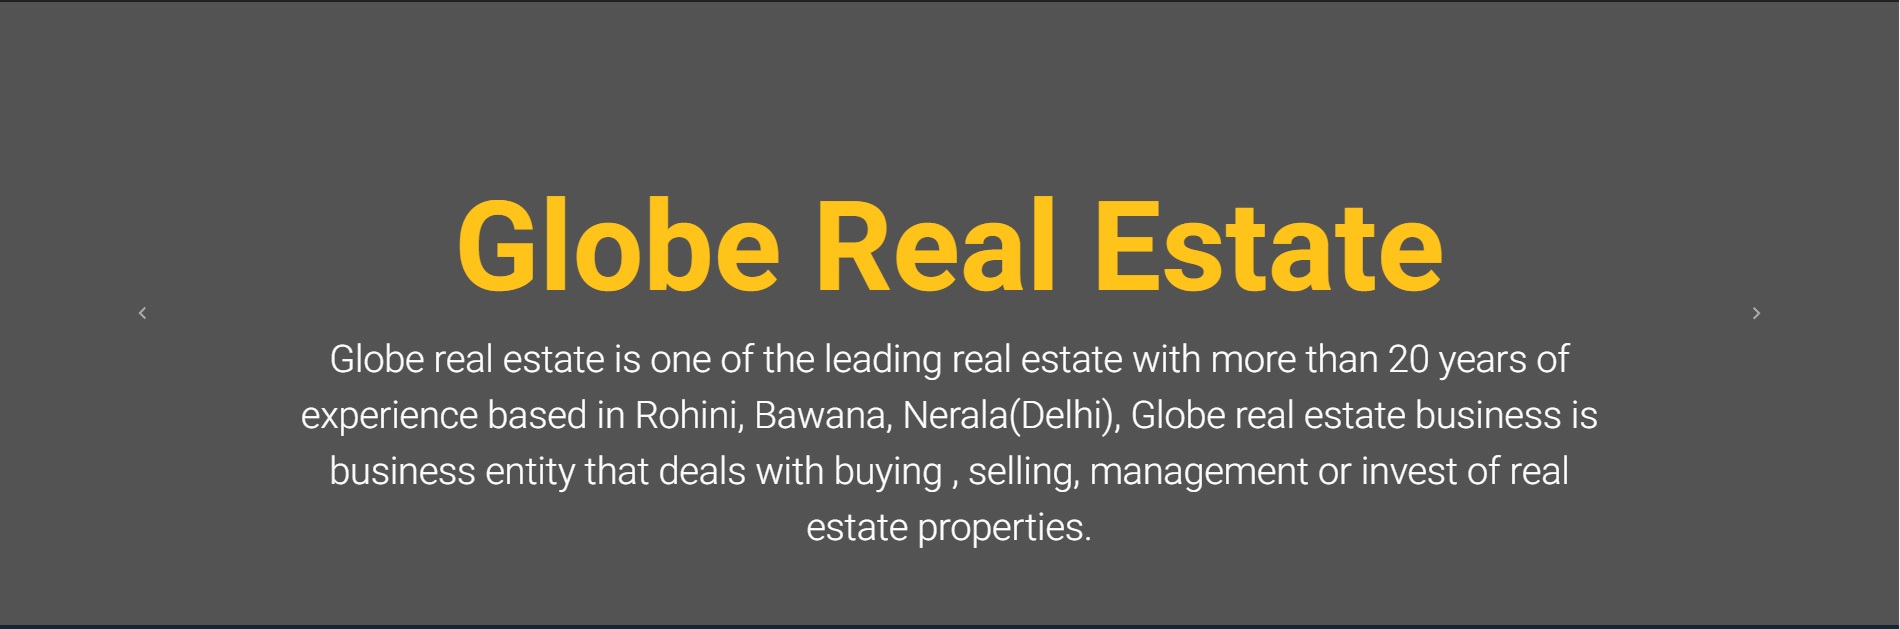 Globe Real Estate
Globe real estate is one of the leading real estate with more than 20 years of
experience based in Rohini, Bawana, Nerala(Delhi), Globe real estate business is
business entity that deals with buying , selling, management or invest of real
estate properties.